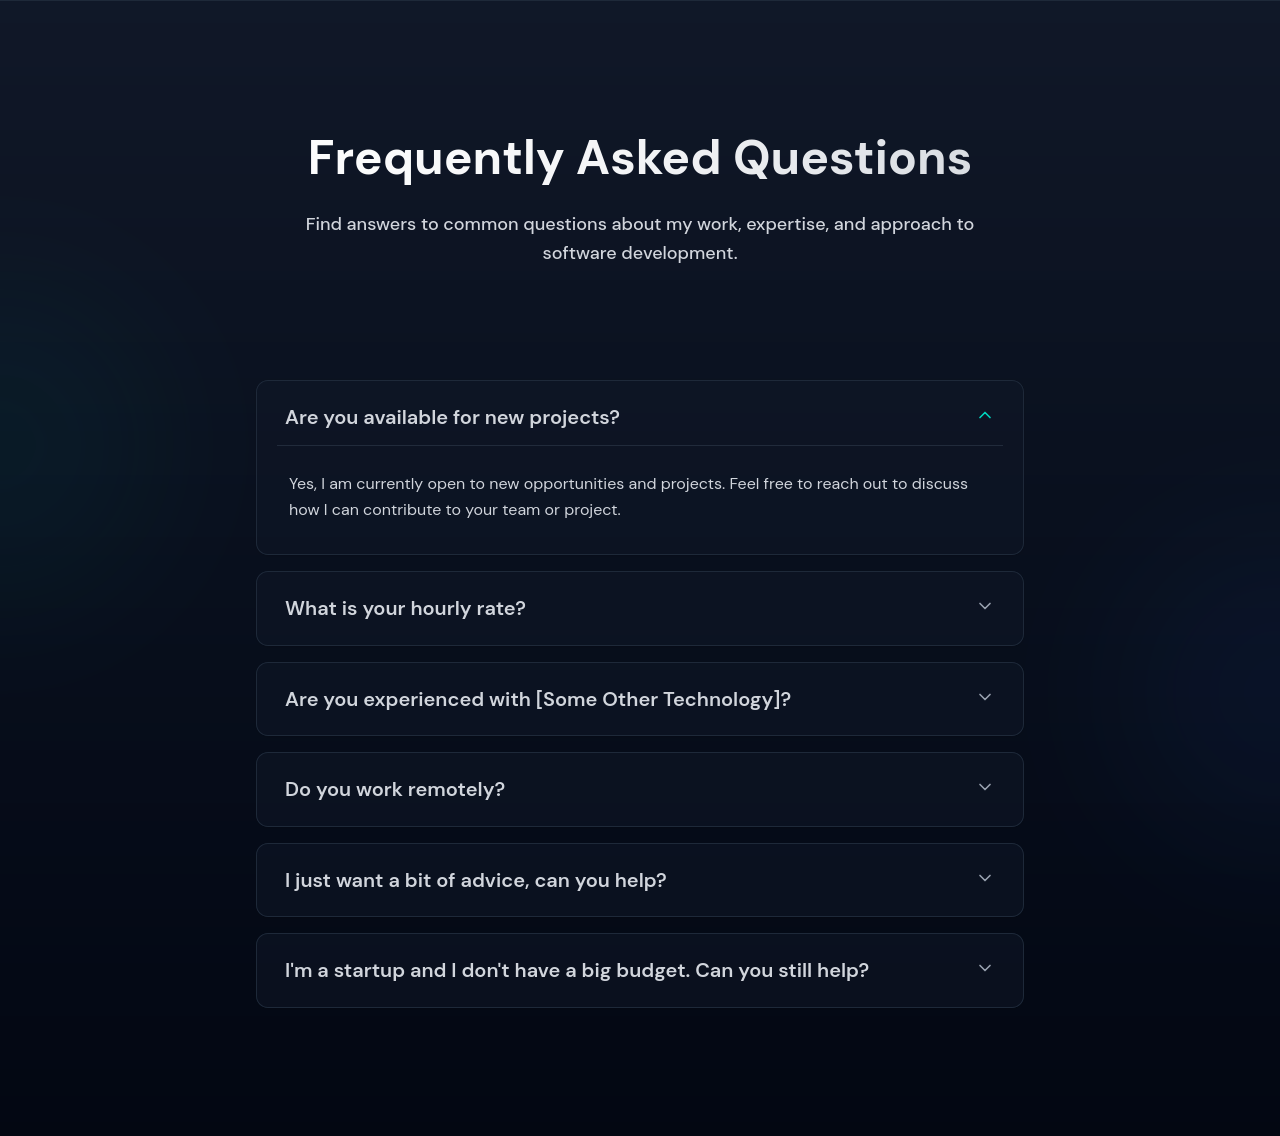 Frequently Asked Questions
Find answers to common questions about my work, expertise, and approach to
software development.
Are you available for new projects?
Yes, I am currently open to new opportunities and projects. Feel free to reach out to discuss
how I can contribute to your team or project.
What is your hourly rate?
Are you experienced with [Some Other Technology]?
Do you work remotely?
I just want a bit of advice, can you help?
I'm a startup and I don't have a big budget. Can you still help?